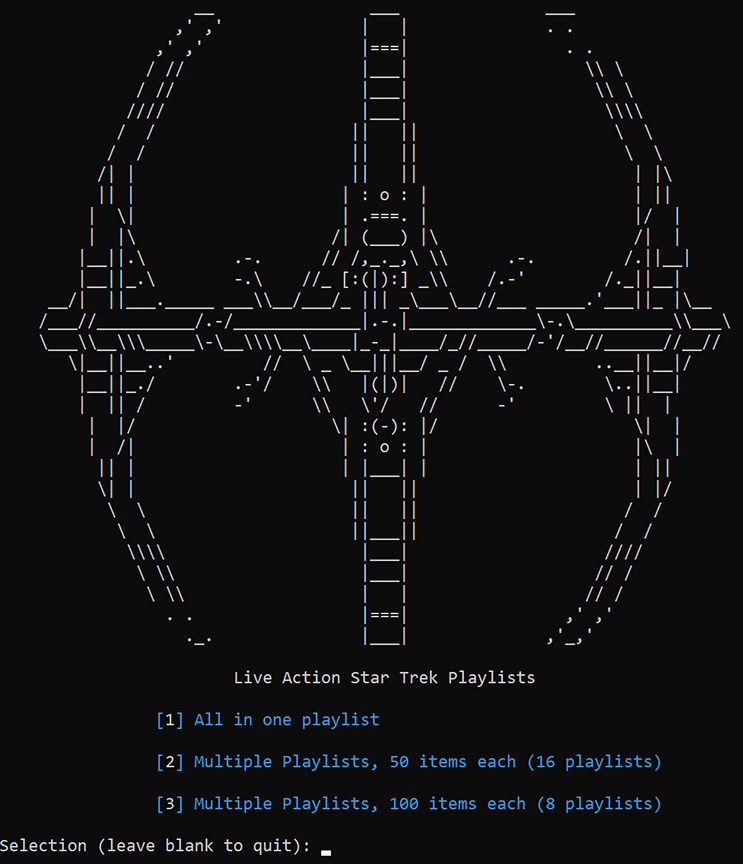 Live Action Star Trek Playlists
[1] All in one playlist
[2] Multiple Playlists, 50 items each (16 playlists)
[3] Multiple Playlists, 100 items each (8 playlists)
Selection (leave blank to quit):